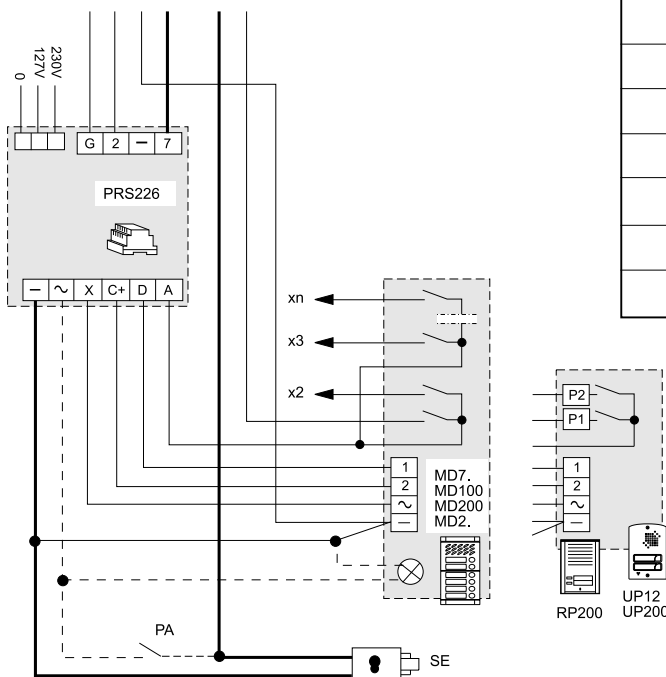 0
127V
230V
G 2 — 7
PRS226
— ~ X C+ D A
xn
x3
x2
P2
P1
1
2
~
—
MD7.
MD100
MD200
MD2.
1
2
~
—
PA
SE
RP200
UP12
UP200